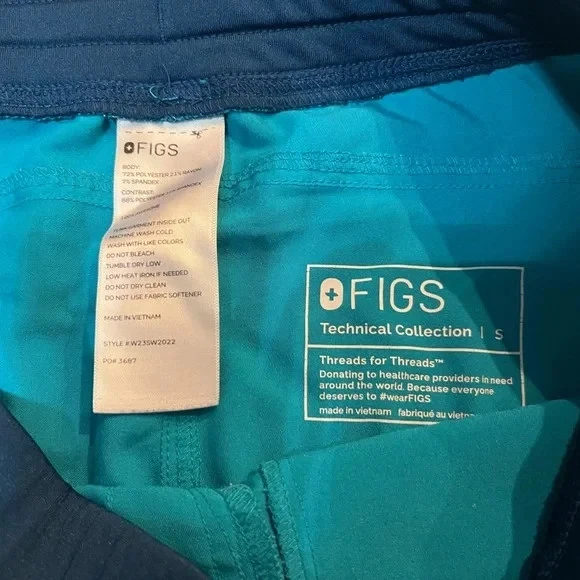 FIGS
BODY:
72% POLYESTER 21% RAYON
7% SPANDEX
CONTRAST:
TURN GARMENT INSIDE OUT
MACHINE WASH COLD
WASH WITH LIKE COLORS
DO NOT BLEACH
TUMBLE DRY LOW
LOW HEAT IRON IF NEEDED
DO NOT DRY CLEAN
DO NOT USE FABRIC SOFTENER
MADE IN VIETNAM
STYLE #W23SW2022
PO# 3687
FIGS
Technical Collection | S
Threads for Threads™
Donating to healthcare providers in need
around the world. Because everyone
deserves to #wearFIGS
made in vietnam fabriqué au